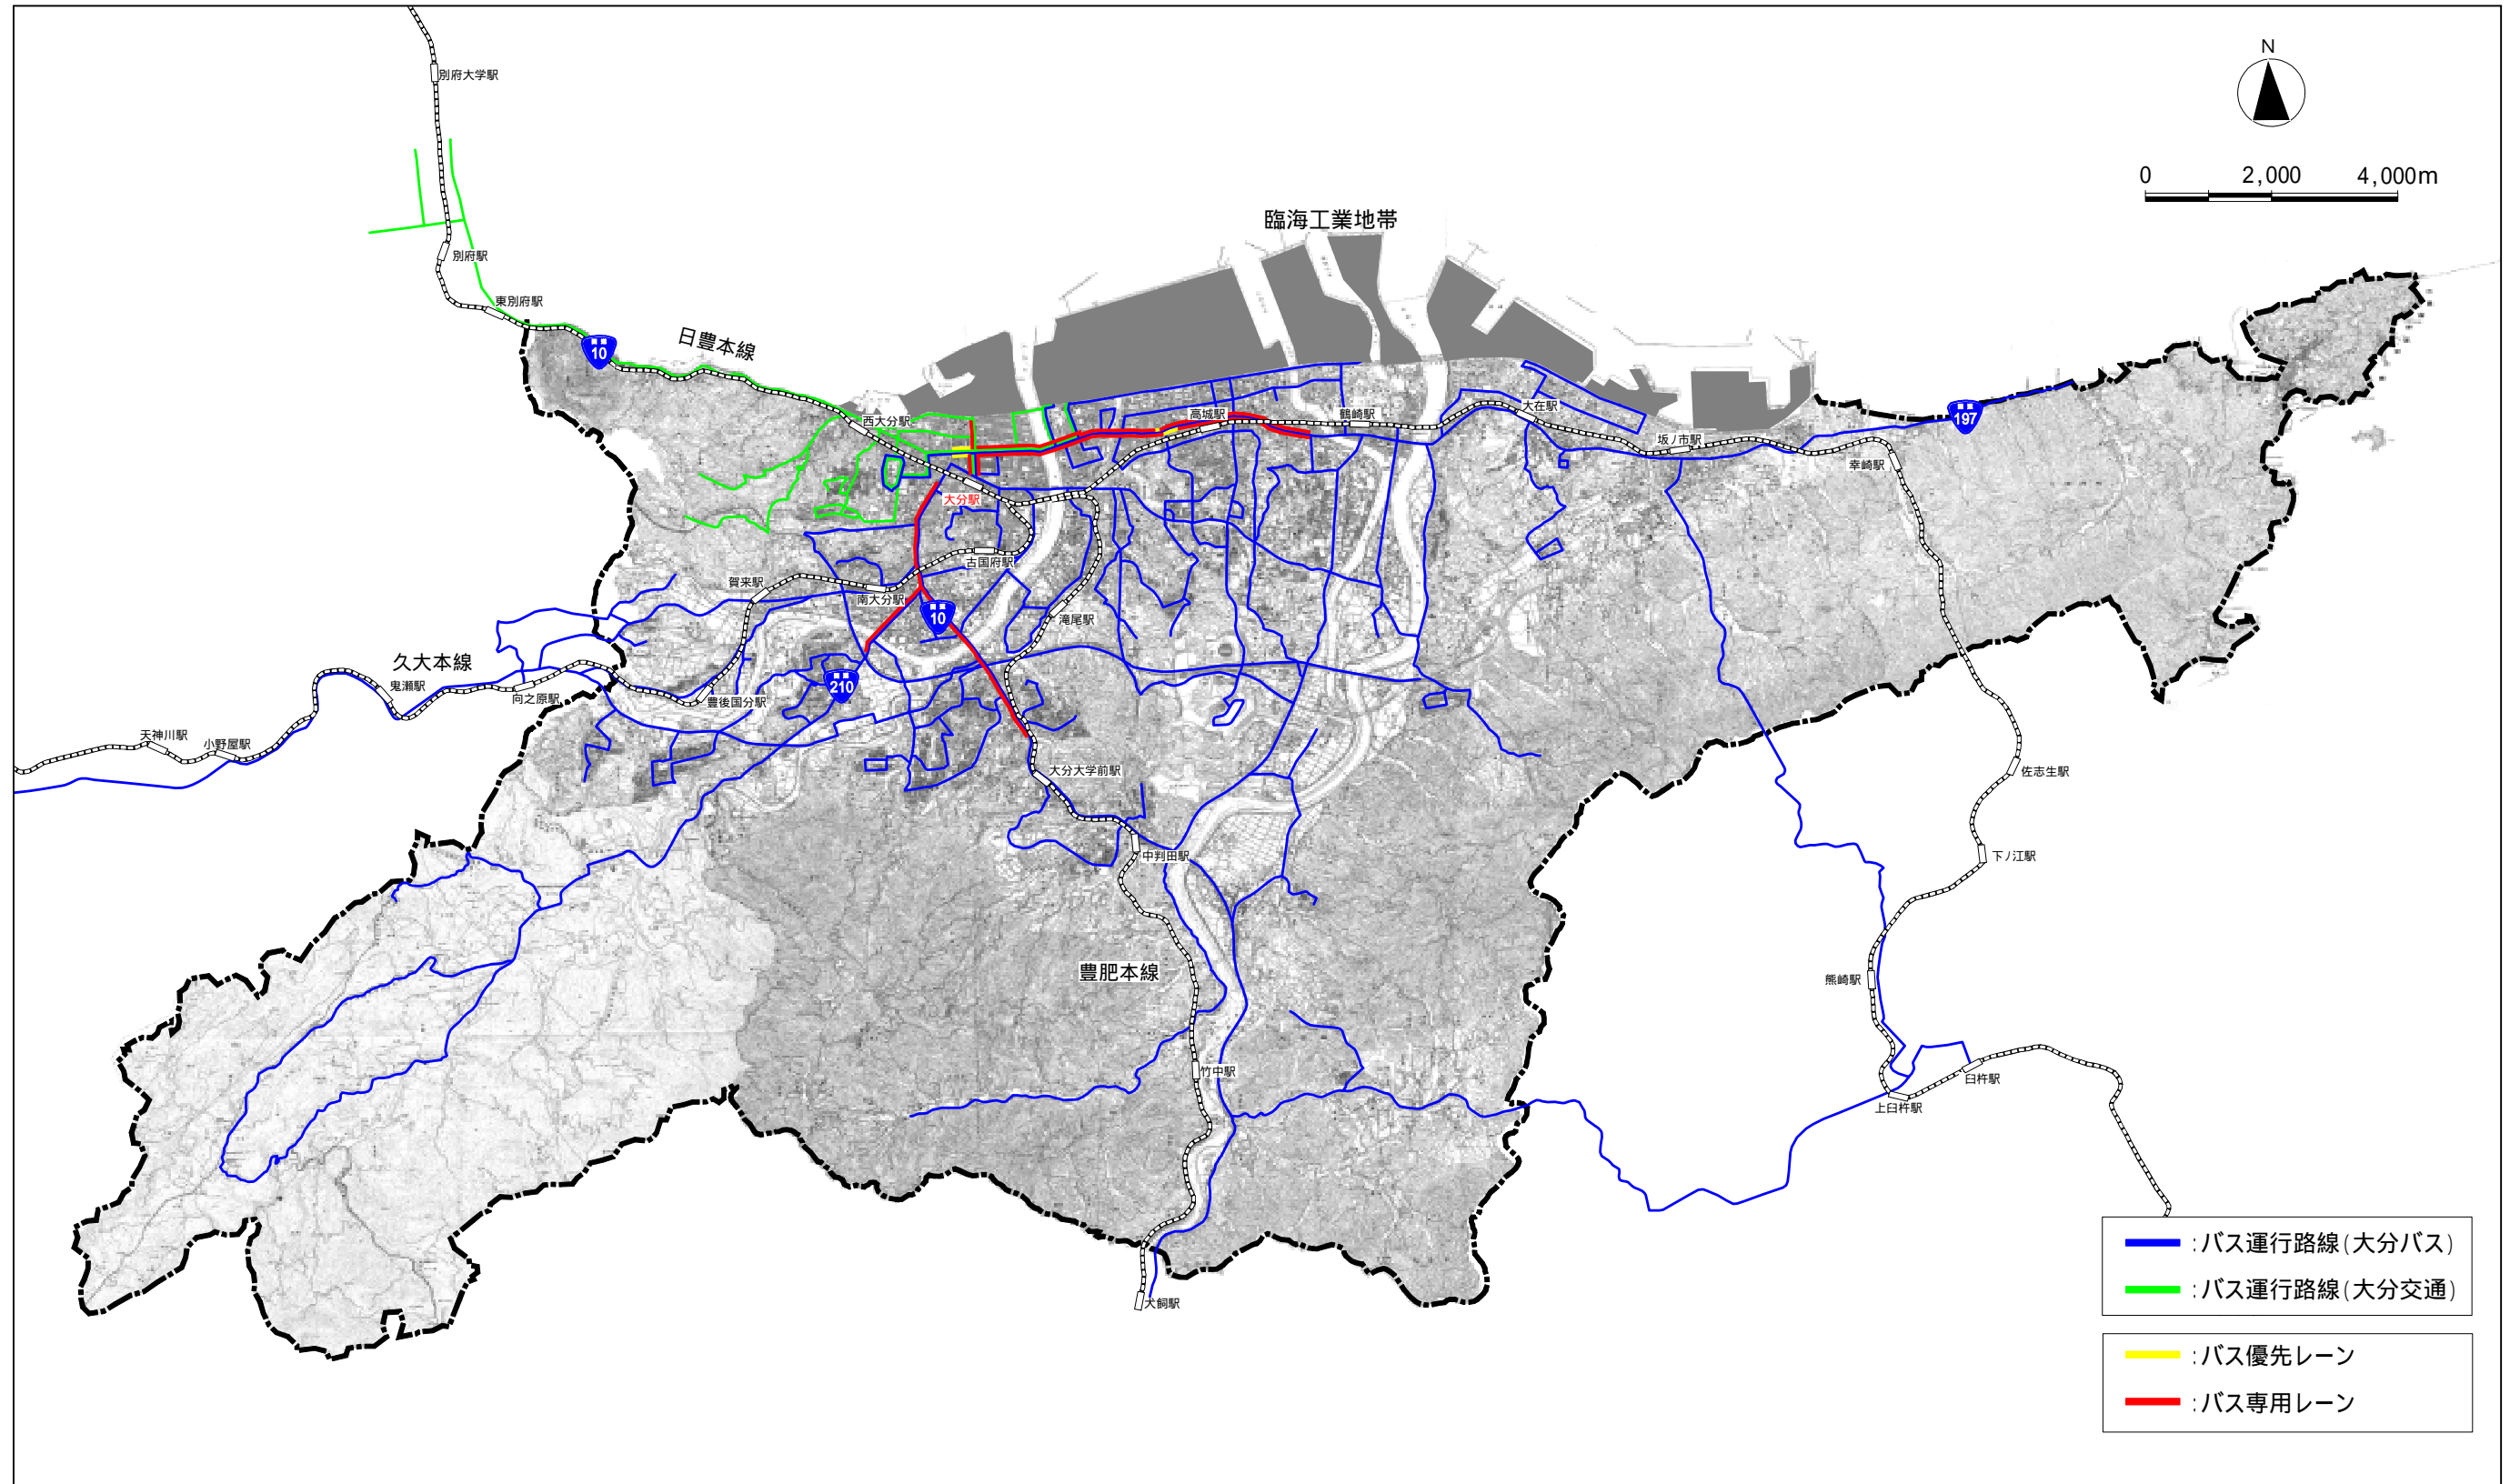 N
0 2,000 4,000m
別府大学駅
別府駅
東別府駅
臨海工業地帯
10
日豊本線
西大分駅
高城駅
鶴崎駅
大在駅
坂ノ市駅
197
幸崎駅
大分駅
古国府駅
賀来駅
南大分駅
10
滝尾駅
久大本線
鬼瀬駅
向之原駅
210
豊後国分駅
天神川駅
小野屋駅
大分大学前駅
佐志生駅
中判田駅
下ノ江駅
豊肥本線
熊崎駅
竹中駅
臼杵駅
上臼杵駅
犬飼駅
:バス運行路線(大分バス)
:バス運行路線(大分交通)
:バス優先レーン
:バス専用レーン